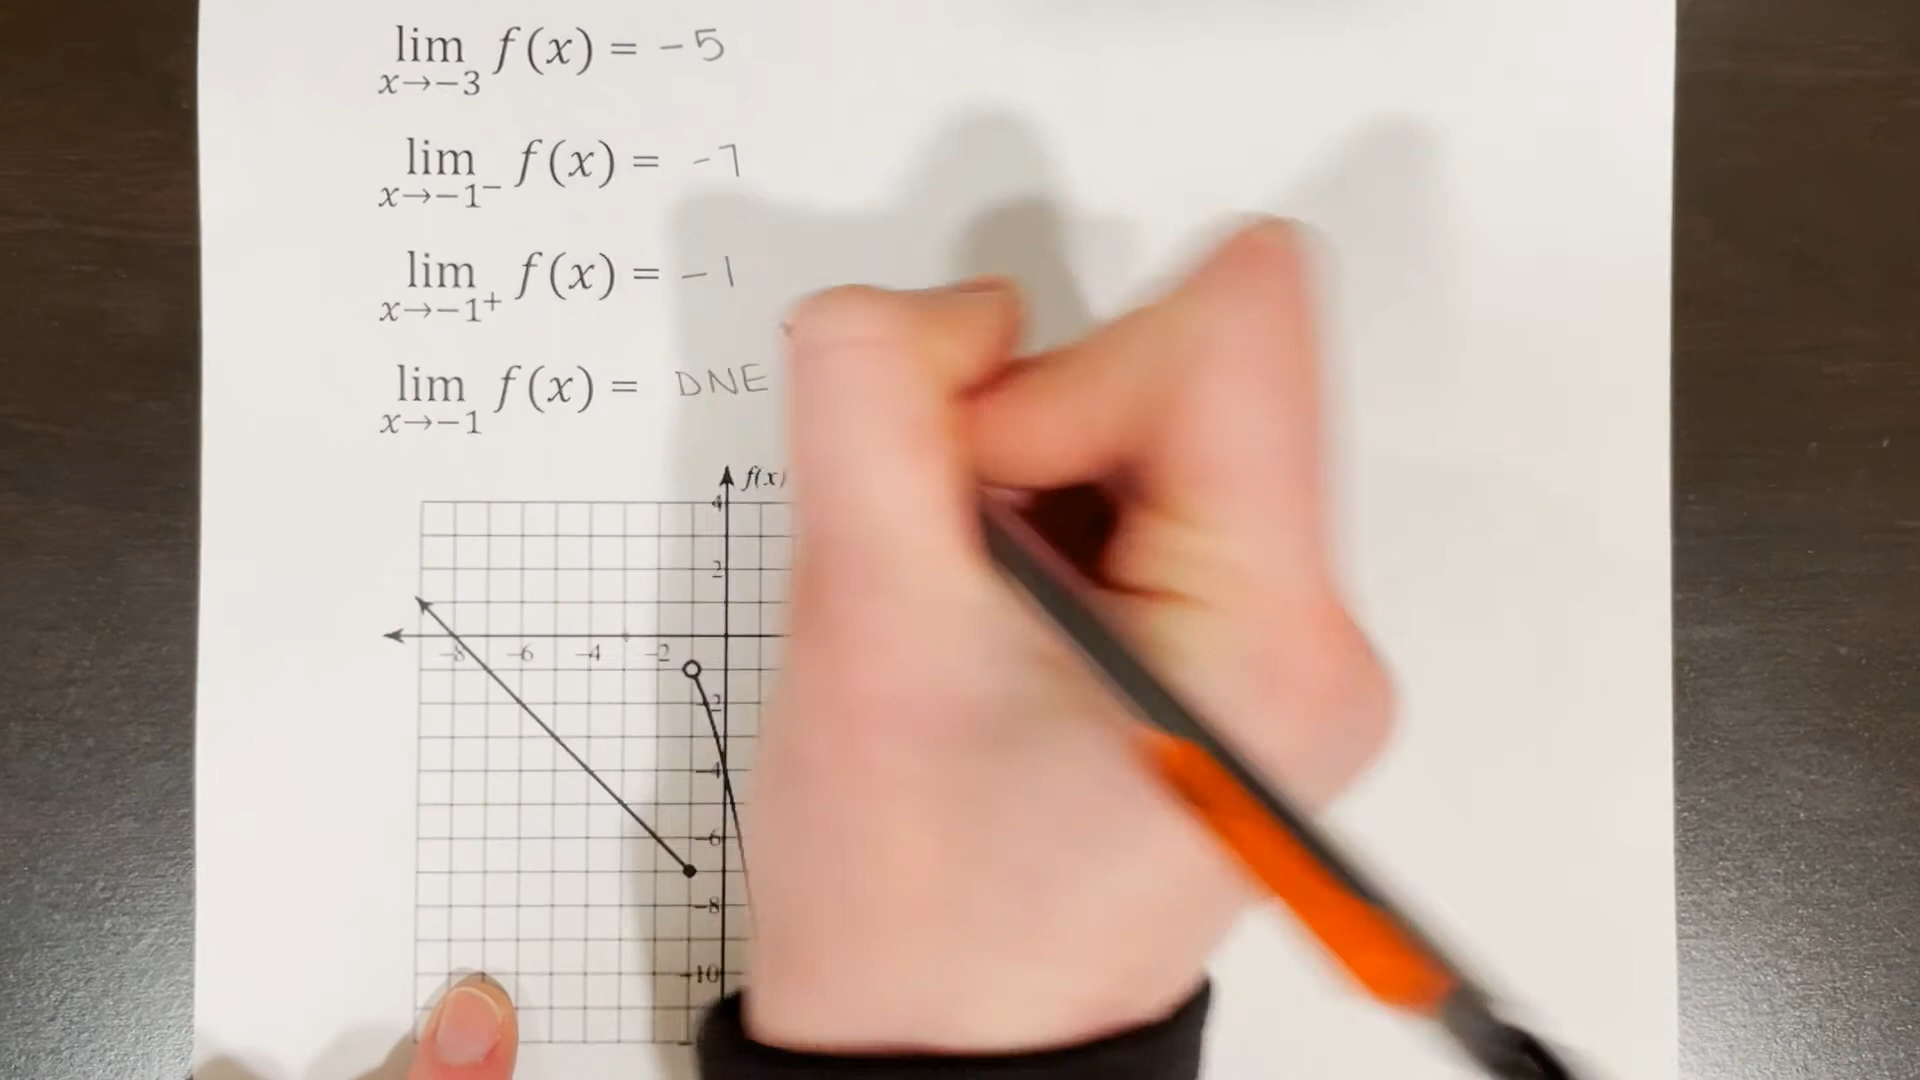 lim f(x) = -5
x→-3
lim f(x) = -7
x→-1⁻
lim f(x) = -1
x→-1⁺
lim f(x) = DNE
x→-1
f(x)
4
2
-8 -6 -4 -2
-2
-4
-6
-8
-10